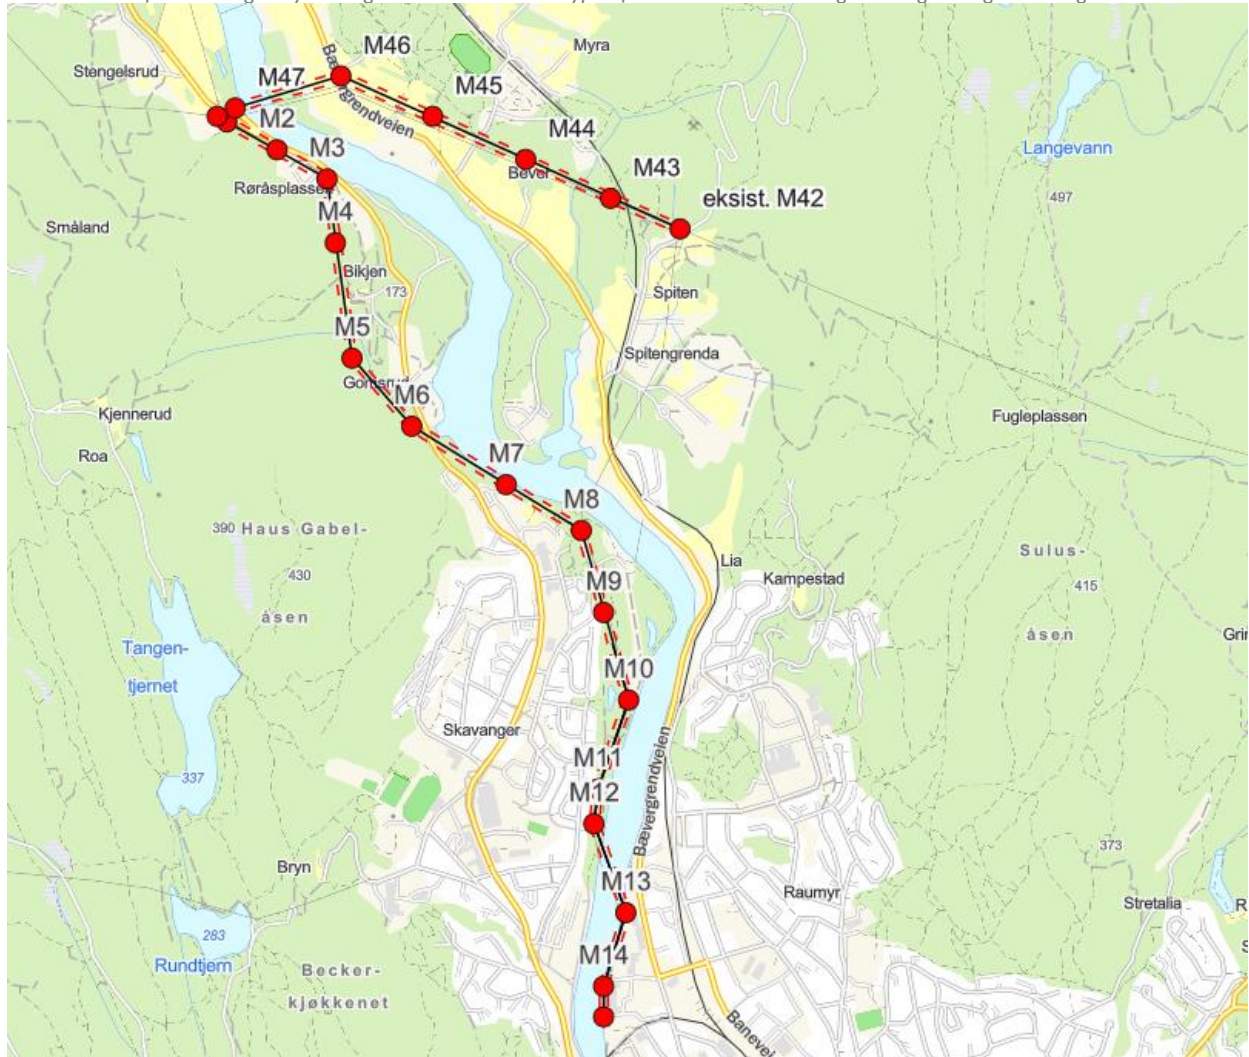 M46
Myra
Stengelsrud
M47
M45
Bævergrendveien
M2
M44
Langevann
M3
Bever
M43
Røråsplassen
eksist. M42
497
M4
Småland
Bikjen
173
Spiten
M5
Spitengrenda
Gomsrud
M6
Kjennerud
Fugleplassen
Roa
M7
M8
390
Haus Gabel-
Sulus-
Lia
430
Kampestad
415
M9
åsen
åsen
Tangen-
tjernet
M10
Skavanger
M11
337
M12
Bævergrendveien
373
Bryn
M13
Raumyr
Stretalia
283
M14
Rundtjern
Becker-
kjøkkenet